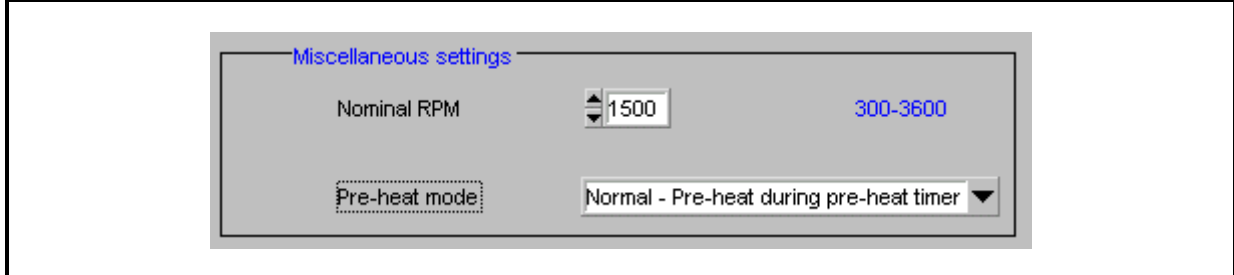 Miscellaneous settings
Nominal RPM 1500 300-3600
Pre-heat mode Normal - Pre-heat during pre-heat timer